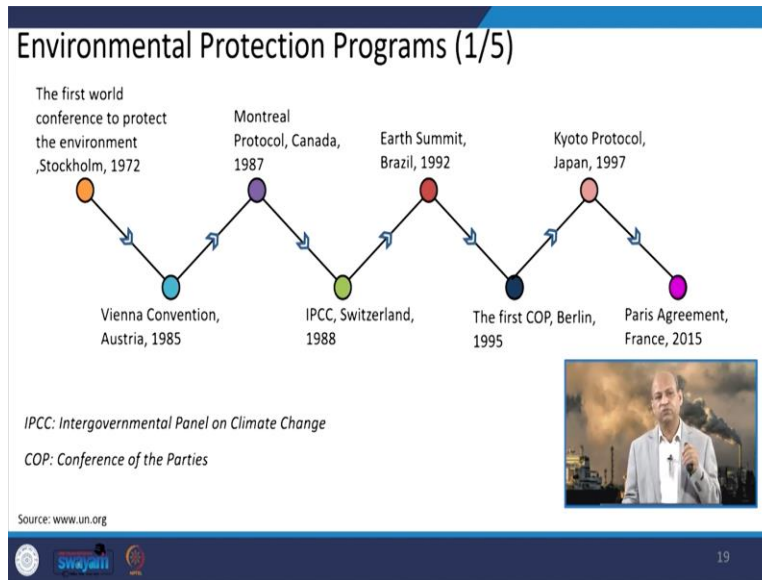 Environmental Protection Programs (1/5)
The first world
conference to protect
the environment
,Stockholm, 1972
Montreal
Protocol, Canada,
1987
Earth Summit,
Brazil, 1992
Kyoto Protocol,
Japan, 1997
Vienna Convention,
Austria, 1985
IPCC, Switzerland,
1988
The first COP, Berlin,
1995
Paris Agreement,
France, 2015
IPCC: Intergovernmental Panel on Climate Change
COP: Conference of the Parties
Source: www.un.org
swayam
19